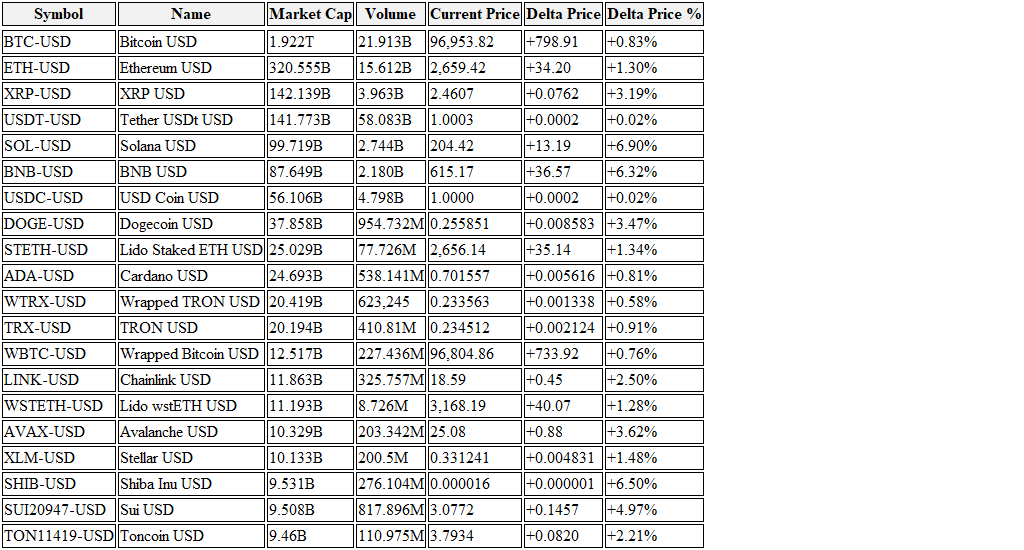 Symbol Name Market Cap Volume Current Price Delta Price Delta Price %
BTC-USD Bitcoin USD 1.922T 21.913B 96,953.82 +798.91 +0.83%
ETH-USD Ethereum USD 320.555B 15.612B 2,659.42 +34.20 +1.30%
XRP-USD XRP USD 142.139B 3.963B 2.4607 +0.0762 +3.19%
USDT-USD Tether USDt USD 141.773B 58.083B 1.0003 +0.0002 +0.02%
SOL-USD Solana USD 99.719B 2.744B 204.42 +13.19 +6.90%
BNB-USD BNB USD 87.649B 2.180B 615.17 +36.57 +6.32%
USDC-USD USD Coin USD 56.106B 4.798B 1.0000 +0.0002 +0.02%
DOGE-USD Dogecoin USD 37.858B 954.732M 0.255851 +0.008583 +3.47%
STETH-USD Lido Staked ETH USD 25.029B 77.726M 2,656.14 +35.14 +1.34%
ADA-USD Cardano USD 24.693B 538.141M 0.701557 +0.005616 +0.81%
WTRX-USD Wrapped TRON USD 20.419B 623,245 0.233563 +0.001338 +0.58%
TRX-USD TRON USD 20.194B 410.81M 0.234512 +0.002124 +0.91%
WBTC-USD Wrapped Bitcoin USD 12.517B 227.436M 96,804.86 +733.92 +0.76%
LINK-USD Chainlink USD 11.863B 325.757M 18.59 +0.45 +2.50%
WSTETH-USD Lido wstETH USD 11.193B 8.726M 3,168.19 +40.07 +1.28%
AVAX-USD Avalanche USD 10.329B 203.342M 25.08 +0.88 +3.62%
XLM-USD Stellar USD 10.133B 200.5M 0.331241 +0.004831 +1.48%
SHIB-USD Shiba Inu USD 9.531B 276.104M 0.000016 +0.000001 +6.50%
SUI20947-USD Sui USD 9.508B 817.896M 3.0772 +0.1457 +4.97%
TON11419-USD Toncoin USD 9.46B 110.975M 3.7934 +0.0820 +2.21%